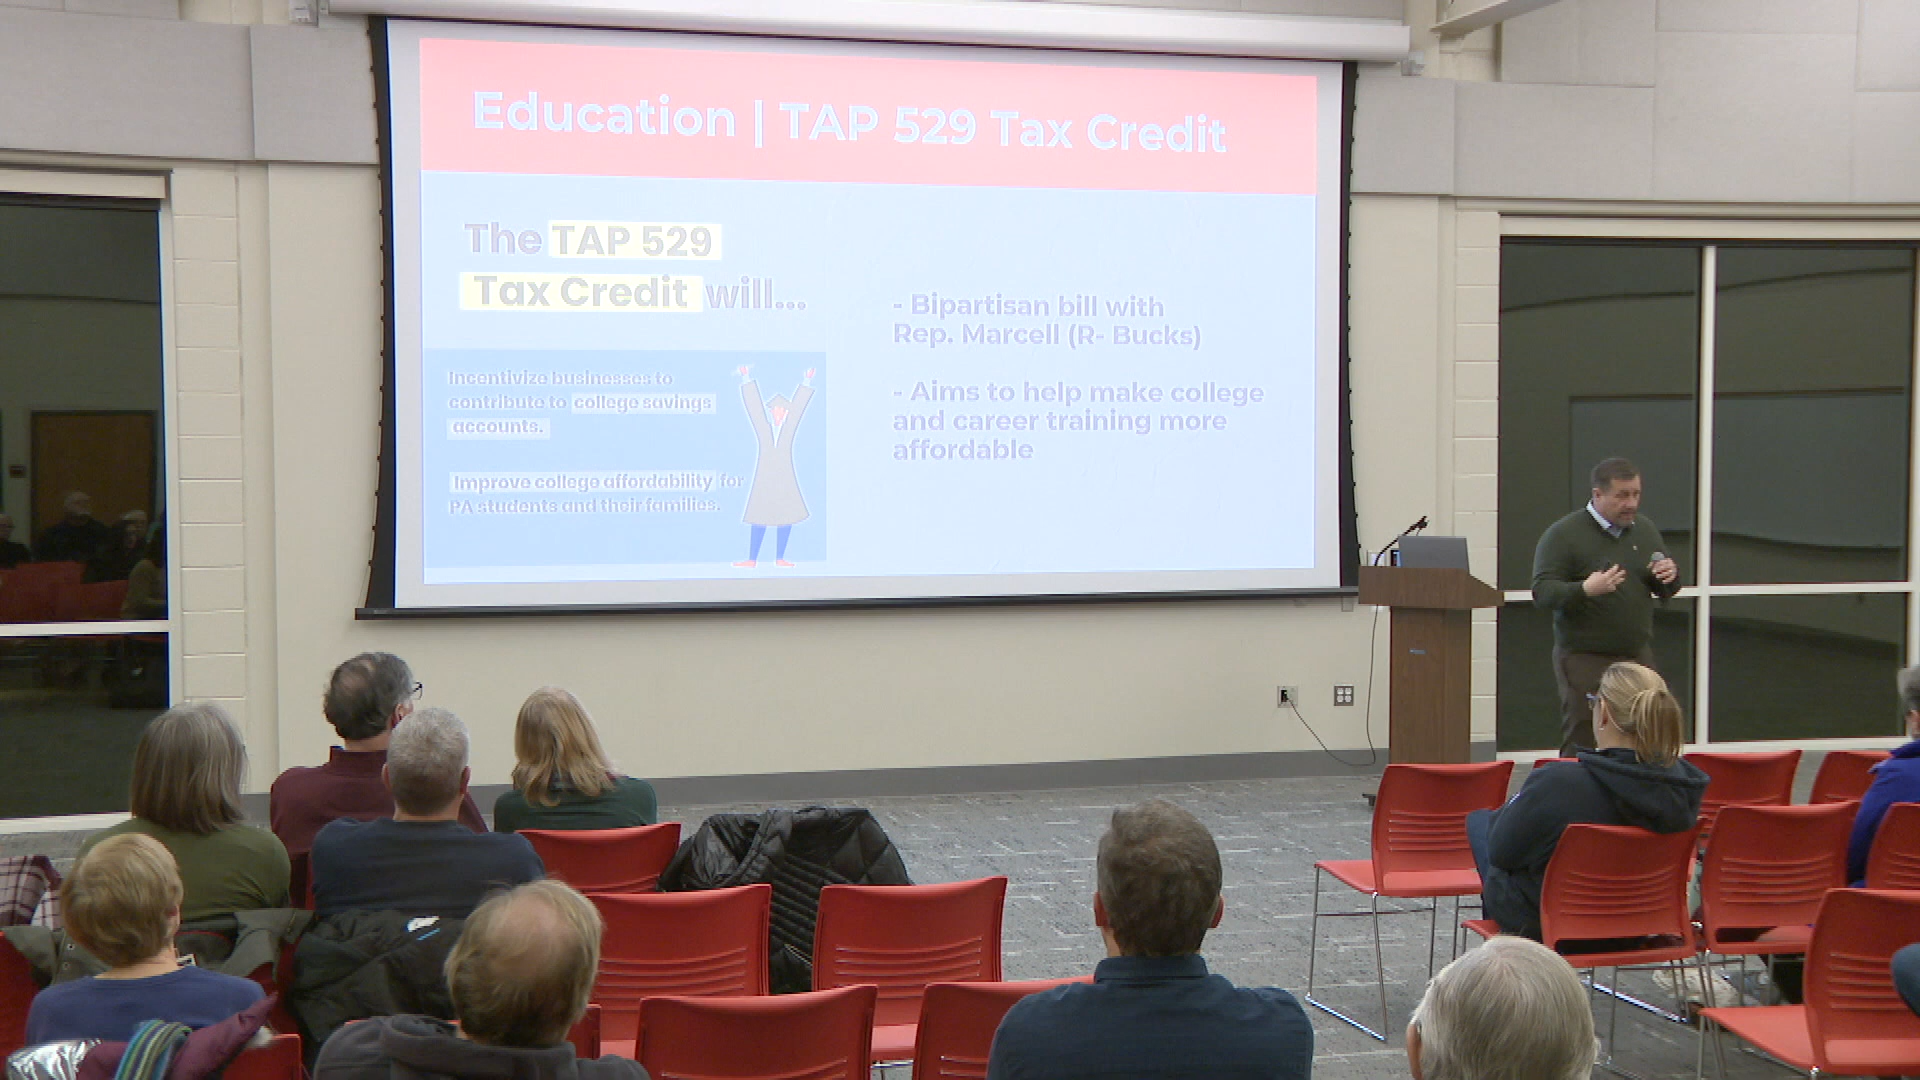 Education | TAP 529 Tax Credit
The TAP 529
Tax Credit will...
Incentivize businesses to
contribute to college savings
accounts.
Improve college affordability for
PA students and their families.
- Bipartisan bill with
Rep. Marcell (R- Bucks)
- Aims to help make college
and career training more
affordable